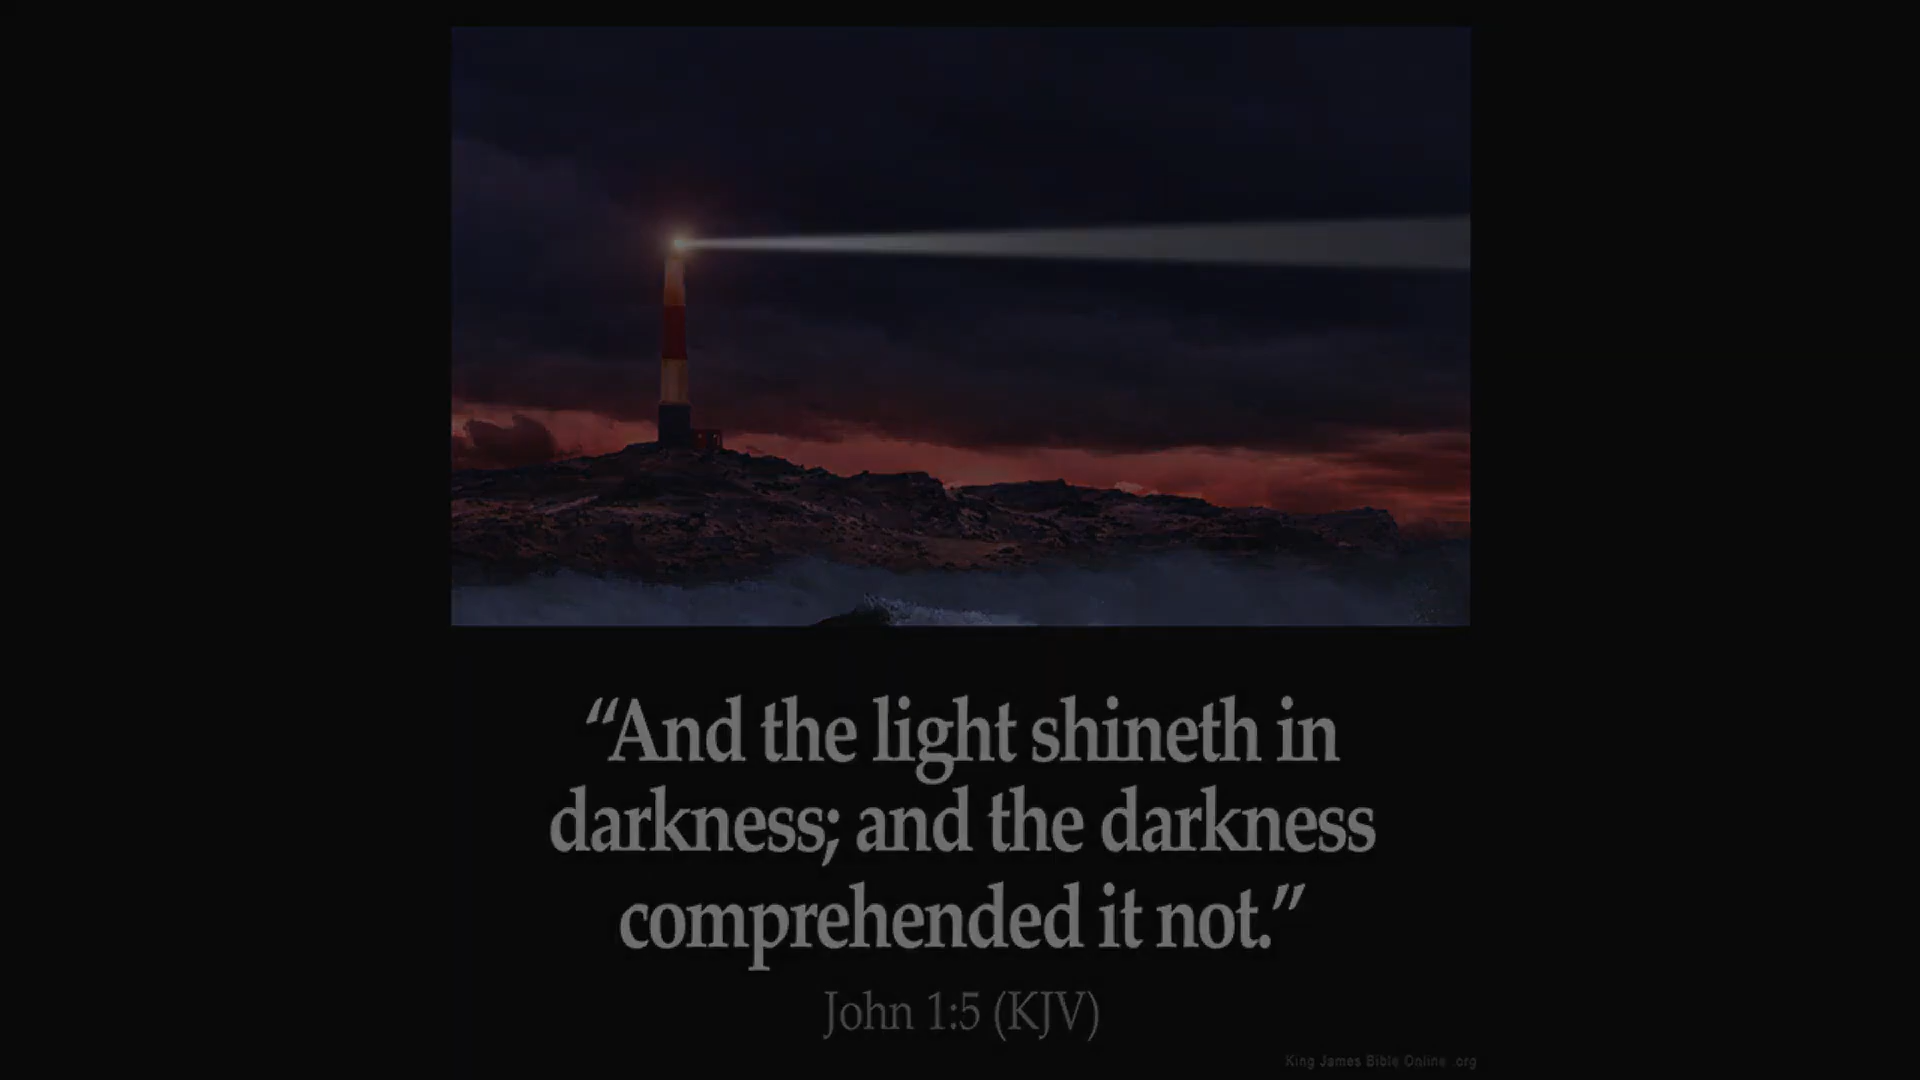 “And the light shineth in
darkness; and the darkness
comprehended it not.”
John 1:5 (KJV)
King James Bible Online .org